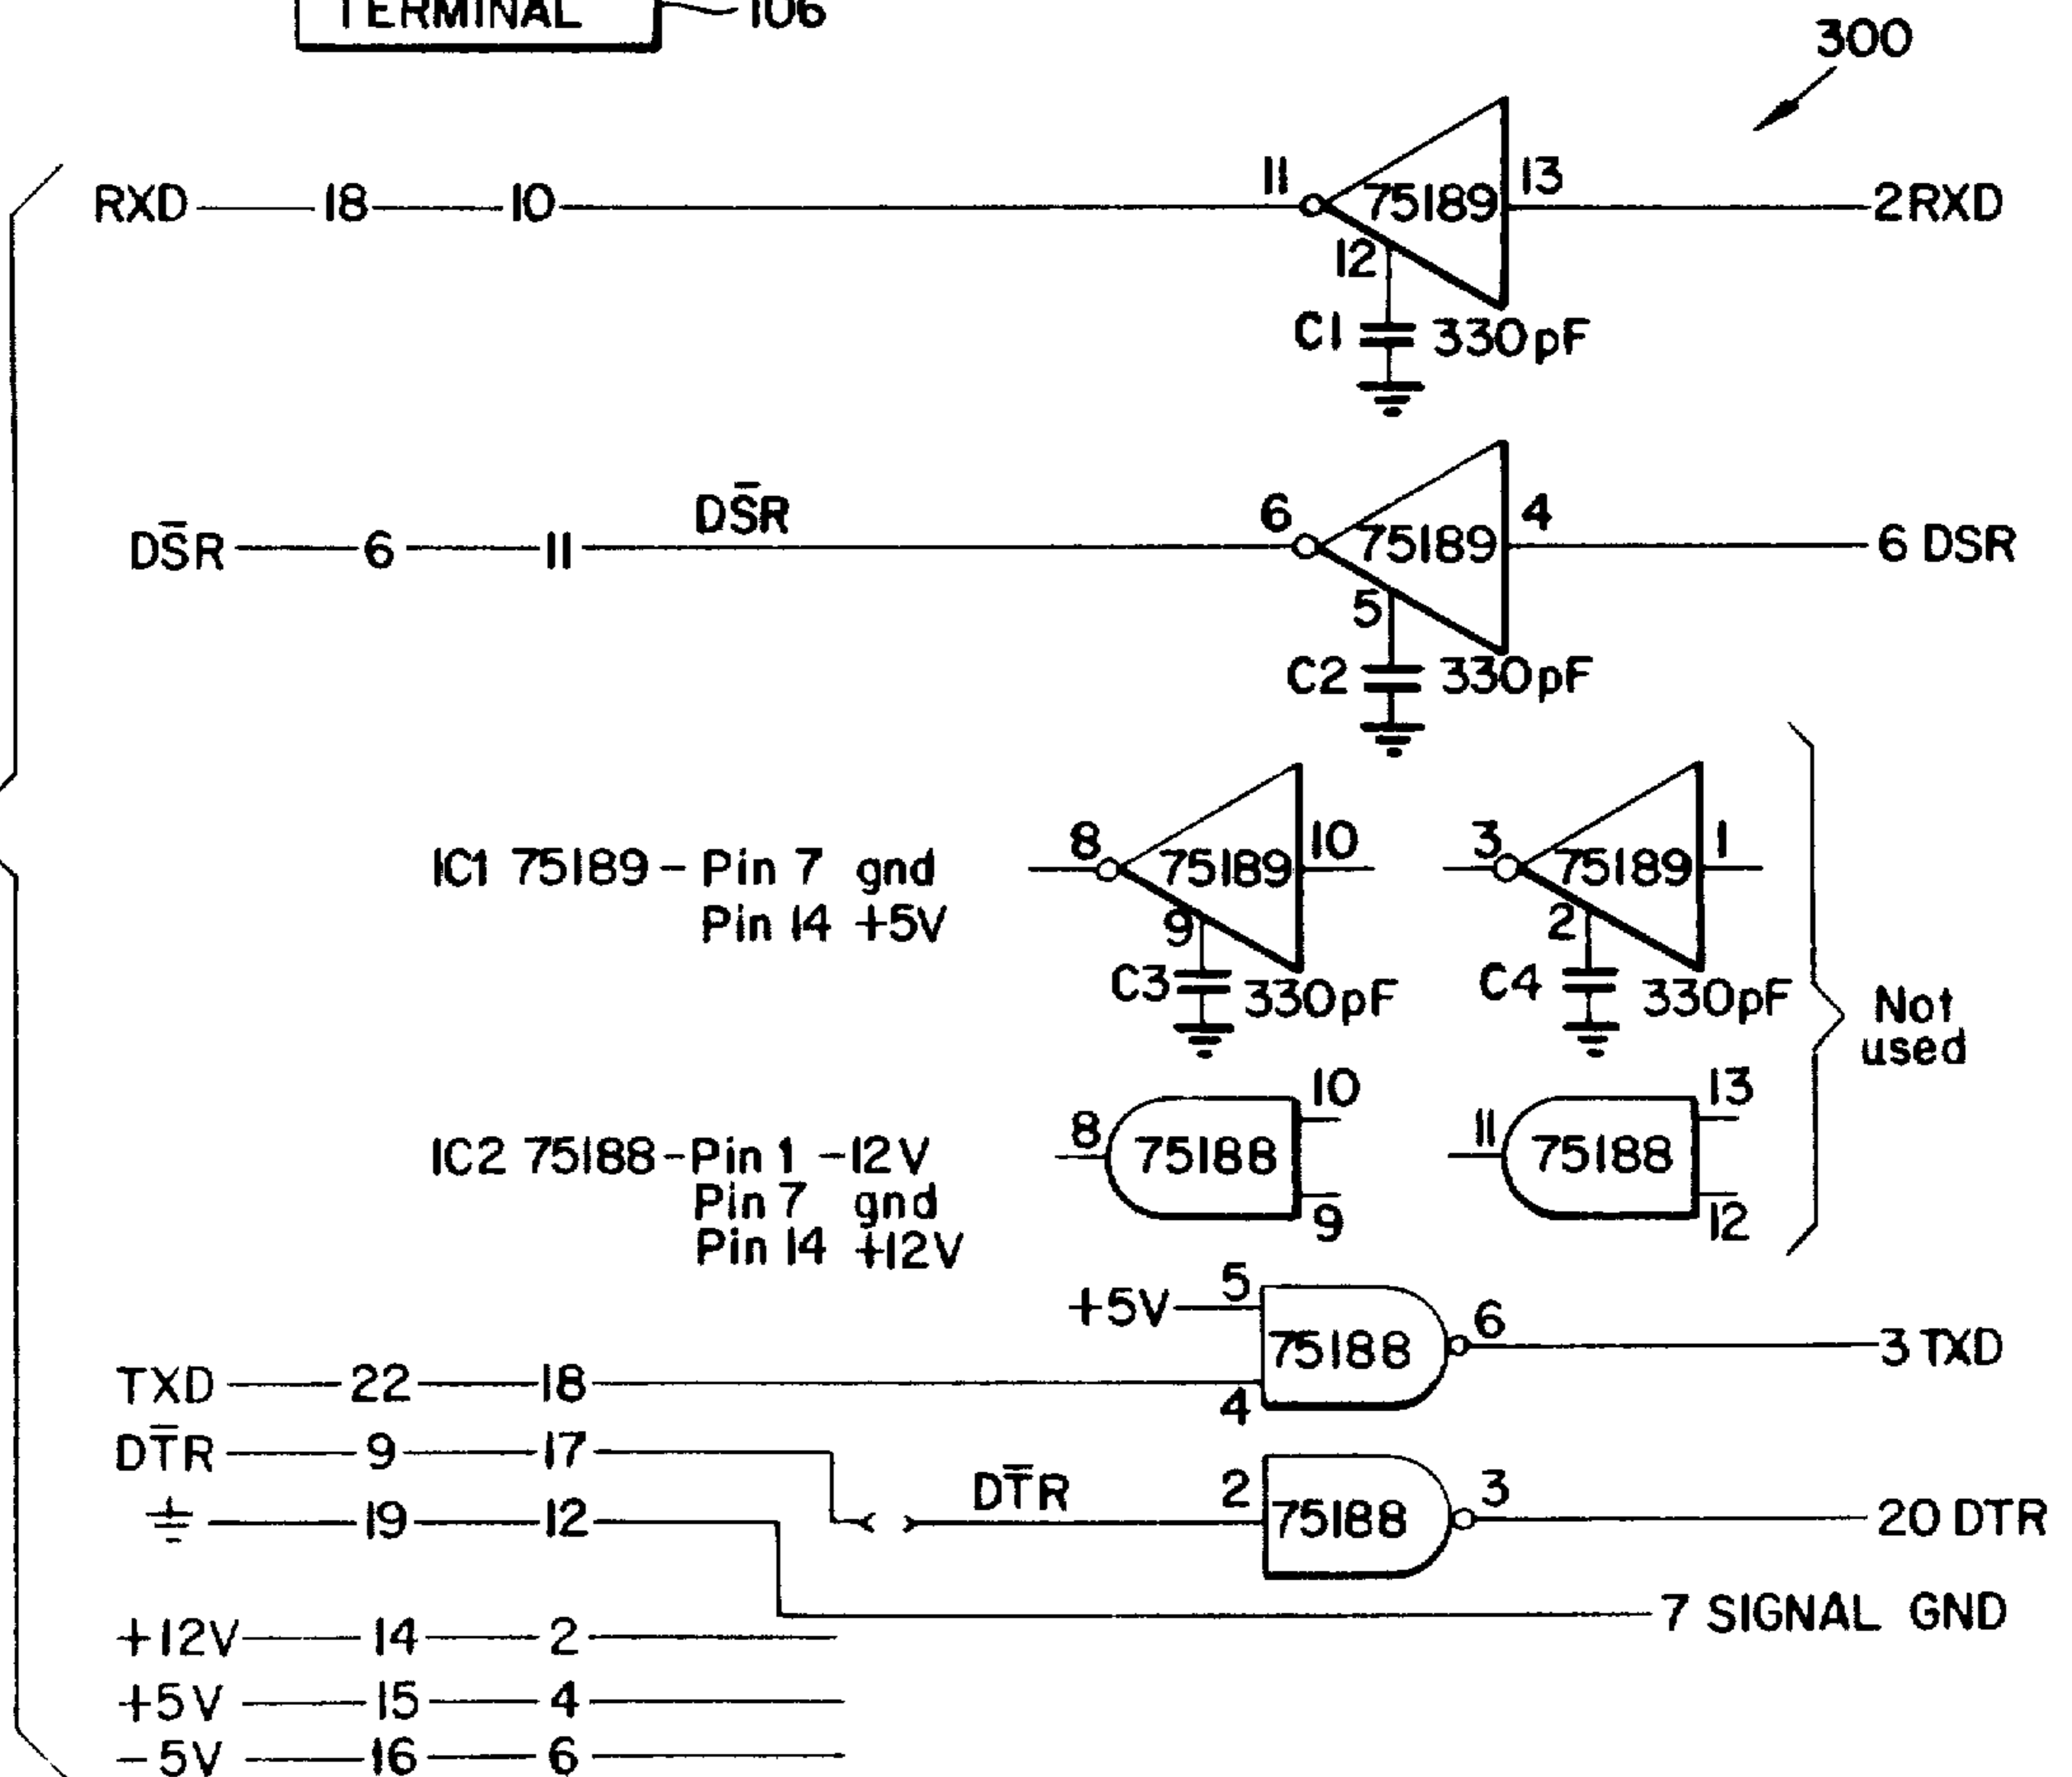 TERMINAL 106
300
RXD 18 10 11 75189 13 2 RXD
12
C1 330pF
DS̅R 6 11 DS̅R 6 75189 4 6 DSR
5
C2 330pF
IC1 75189 - Pin 7 gnd
Pin 14 +5V
8 75189 10
9
C3 330pF
3 75189 1
2
C4 330pF
Not
used
IC2 75188 - Pin 1 -12V
Pin 7 gnd
Pin 14 +12V
8 75188 10
9
11 75188 13
12
+5V 5
75188 6 3 TXD
TXD 22 18 4
DT̅R 9 17
DT̅R 2 75188 3 20 DTR
19 12
7 SIGNAL GND
+12V 14 2
+5V 15 4
-5V 16 6